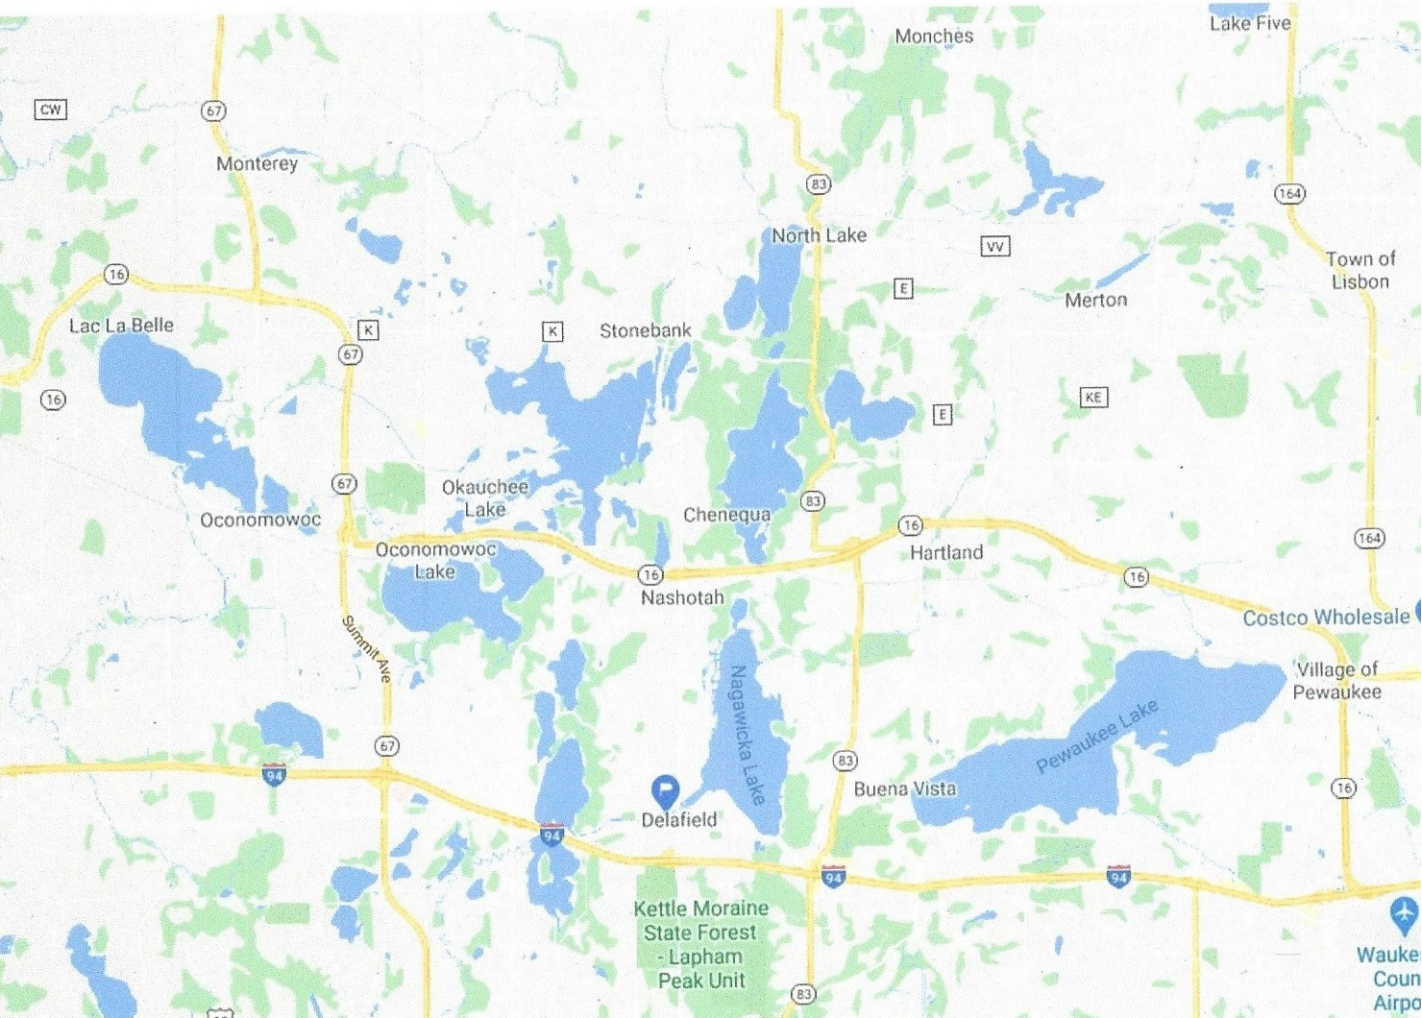 Monches
Lake Five
CW
67
Monterey
83
164
North Lake
VV
Town of
Lisbon
16
E
Merton
Lac La Belle
K
K
Stonebank
67
16
KE
E
67
Okauchee
Lake
83
Chenequa
Oconomowoc
16
164
Oconomowoc
Lake
Hartland
16
16
Nashotah
Costco Wholesale
Summit Ave
Village of
Pewaukee
Nagawicka Lake
Pewaukee Lake
67
83
94
Buena Vista
16
Delafield
94
94
94
Kettle Moraine
State Forest
- Lapham
Peak Unit
Wauke
Coun
Airpo
83